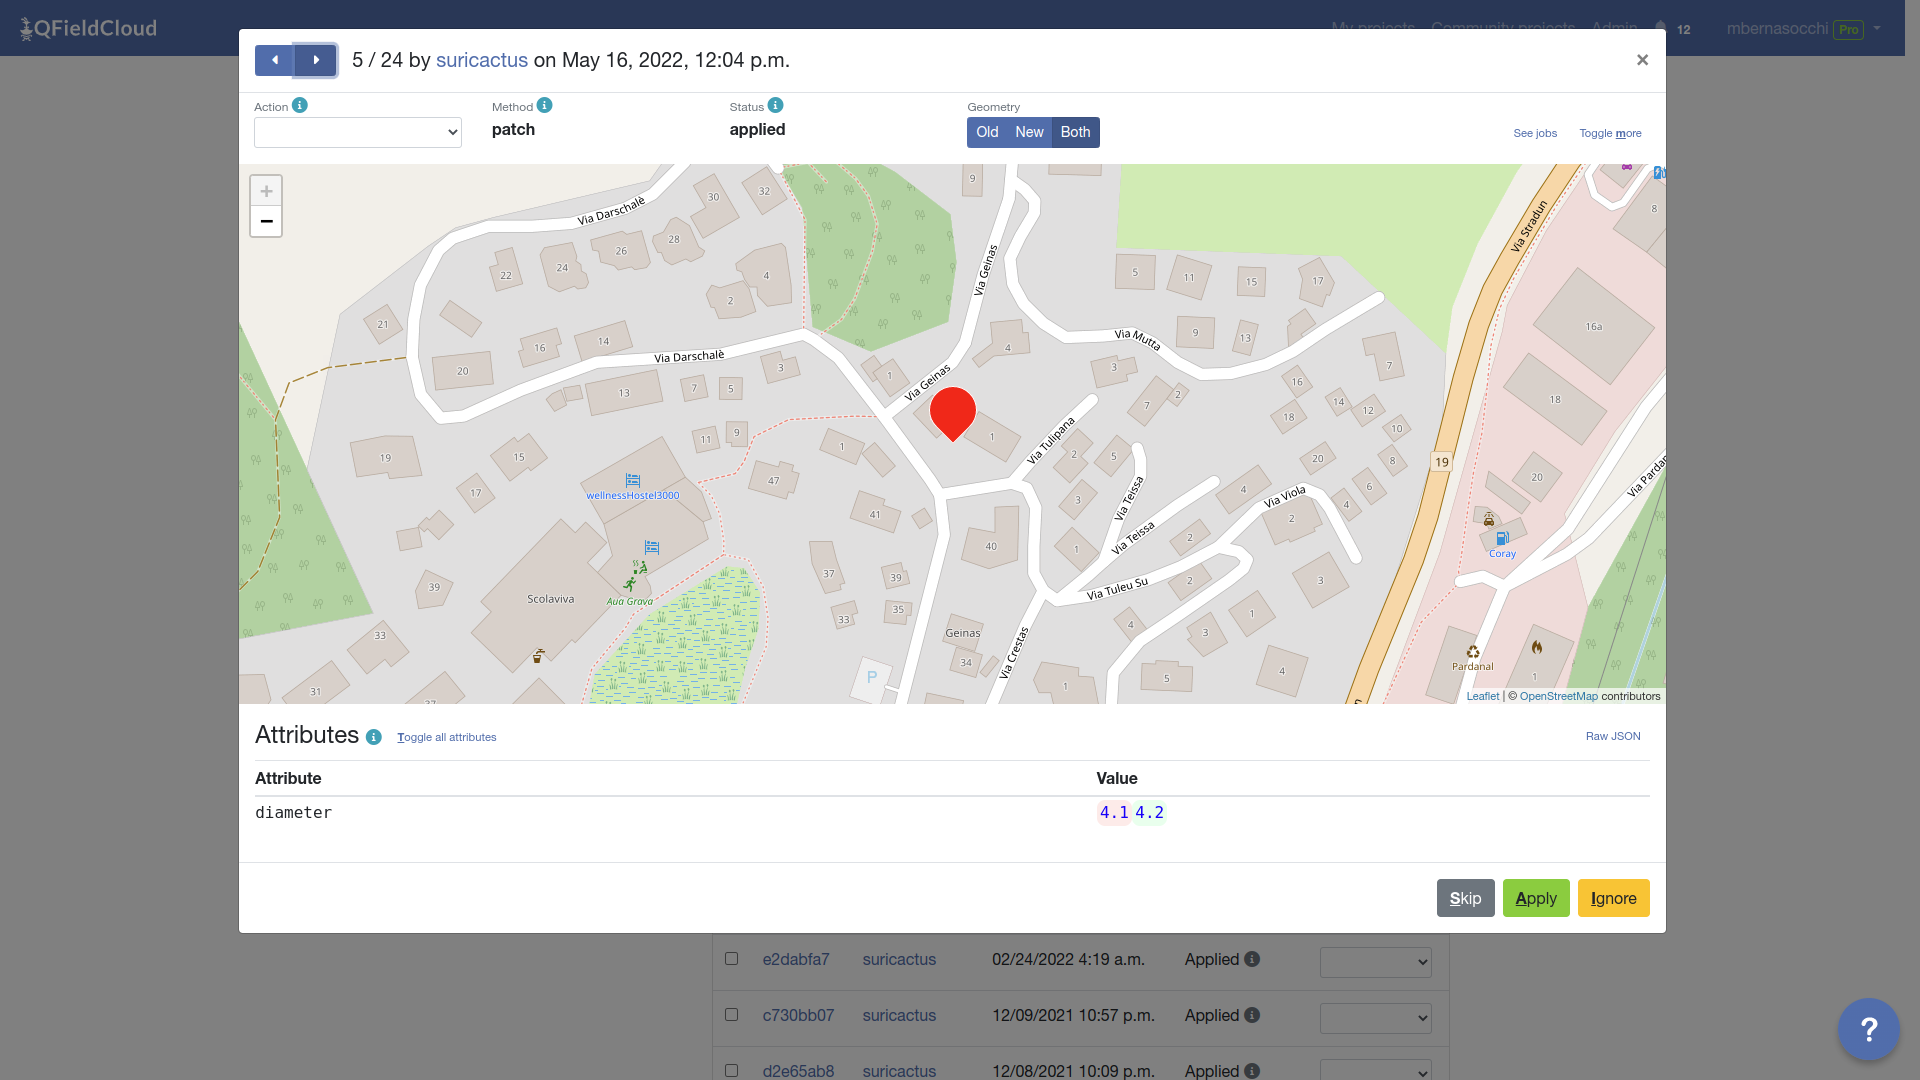 QFieldCloud
My projects Community projects Admin 12 mbernasocchi Pro
5 / 24 by suricactus on May 16, 2022, 12:04 p.m.
×
Action
Method
patch
Status
applied
Geometry
Old New Both
See jobs Toggle more
+
−
9
30
32
Via Darschalè
8
Via Stradun
26
28
24
22
4
2
Via Geinas
5
11
15
17
21
16a
16
14
Via Darschalè
4
Via Mutta
9
13
7
20
13
7
5
3
1
Via Geinas
3
7
2
16
14
12
18
10
18
11
9
1
1
Via Tulipana
2
5
20
8
19
19
15
17
47
wellnessHostel3000
41
3
Via Teissa
Via Teissa
4
Via Viola
6
4
2
20
Via Pardan
40
1
2
Coray
39
Scolaviva
Aua Grava
37
39
35
33
Via Tuleu Su
2
3
1
4
3
33
Geinas
34
Via Crestas
P
31
37
1
5
4
Pardanal
1
S
Leaflet | © OpenStreetMap contributors
Attributes Toggle all attributes Raw JSON
Attribute Value
diameter 4.1 4.2
Skip Apply Ignore
e2dabfa7 suricactus 02/24/2022 4:19 a.m. Applied
c730bb07 suricactus 12/09/2021 10:57 p.m. Applied
d2e65ab8 suricactus 12/08/2021 10:09 p.m. Applied
?